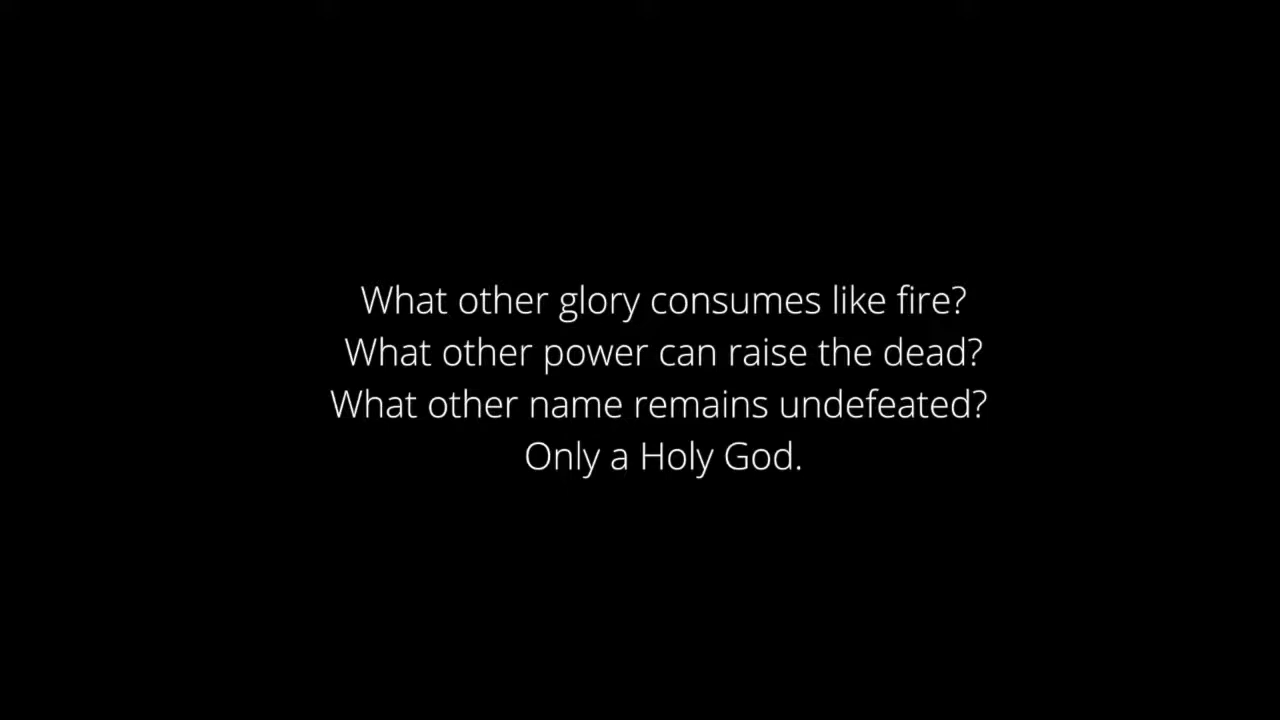 What other glory consumes like fire?
What other power can raise the dead?
What other name remains undefeated?
Only a Holy God.